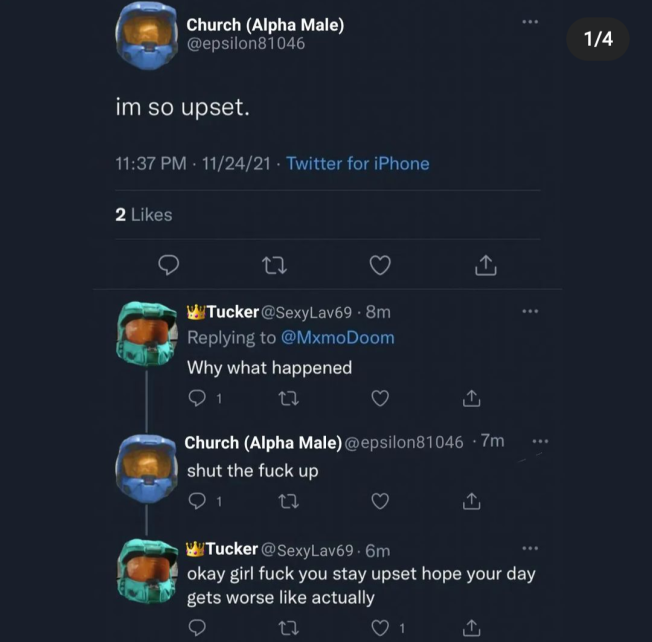 Church (Alpha Male)
@epsilon81046
1/4
im so upset.
11:37 PM · 11/24/21 · Twitter for iPhone
2 Likes
👑Tucker @SexyLav69 · 8m
Replying to @MxmoDoom
Why what happened
1
Church (Alpha Male) @epsilon81046 · 7m
shut the fuck up
1
👑Tucker @SexyLav69 · 6m
okay girl fuck you stay upset hope your day
gets worse like actually
1